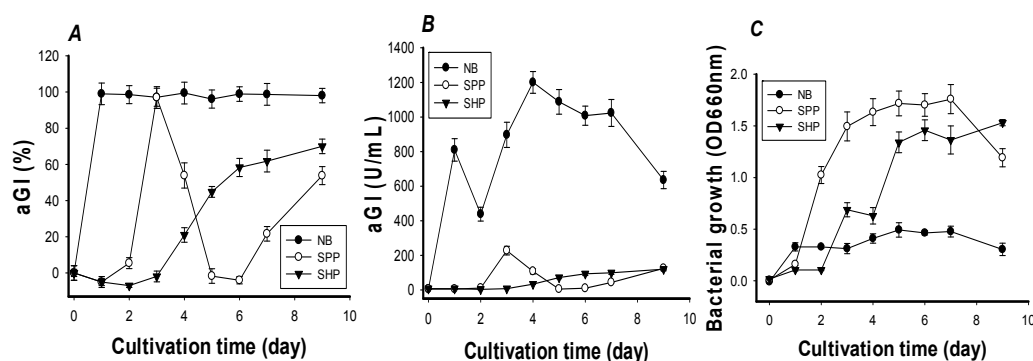 A
aGI (%)
120
100
80
60
40
20
0
NB
SPP
SHP
0 2 4 6 8 10
Cultivation time (day)
B
aGI (U/mL)
1400
1200
1000
800
600
400
200
0
NB
SPP
SHP
0 2 4 6 8 10
Cultivation time (day)
C
Bacterial growth (OD660nm)
2.0
1.5
1.0
0.5
0.0
NB
SPP
SHP
0 2 4 6 8 10
Cultivation time (day)